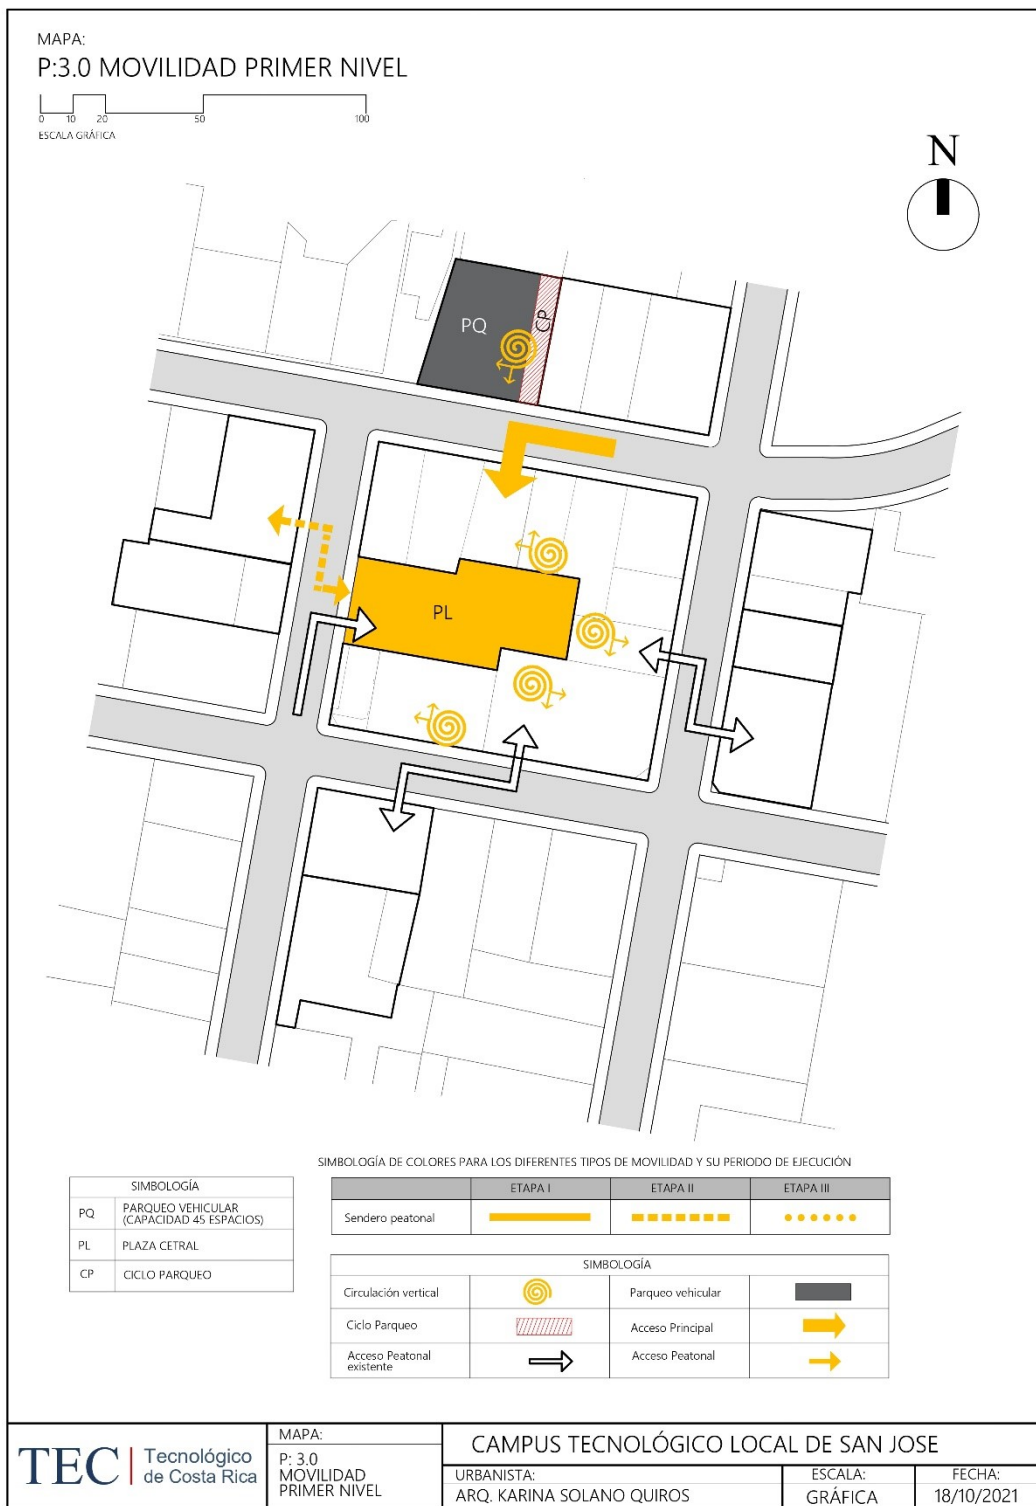 MAPA:
P:3.0 MOVILIDAD PRIMER NIVEL
0 10 20 50 100
ESCALA GRÁFICA
N
PQ
CP
PL
SIMBOLOGÍA DE COLORES PARA LOS DIFERENTES TIPOS DE MOVILIDAD Y SU PERIODO DE EJECUCIÓN
SIMBOLOGÍA
PQ PARQUEO VEHICULAR
(CAPACIDAD 45 ESPACIOS)
PL PLAZA CETRAL
CP CICLO PARQUEO
ETAPA I ETAPA II ETAPA III
Sendero peatonal
SIMBOLOGÍA
Circulación vertical Parqueo vehicular
Ciclo Parqueo Acceso Principal
Acceso Peatonal
existente
Acceso Peatonal
TEC Tecnológico
de Costa Rica
MAPA:
P: 3.0
MOVILIDAD
PRIMER NIVEL
CAMPUS TECNOLÓGICO LOCAL DE SAN JOSE
URBANISTA:
ARQ. KARINA SOLANO QUIROS
ESCALA:
GRÁFICA
FECHA:
18/10/2021